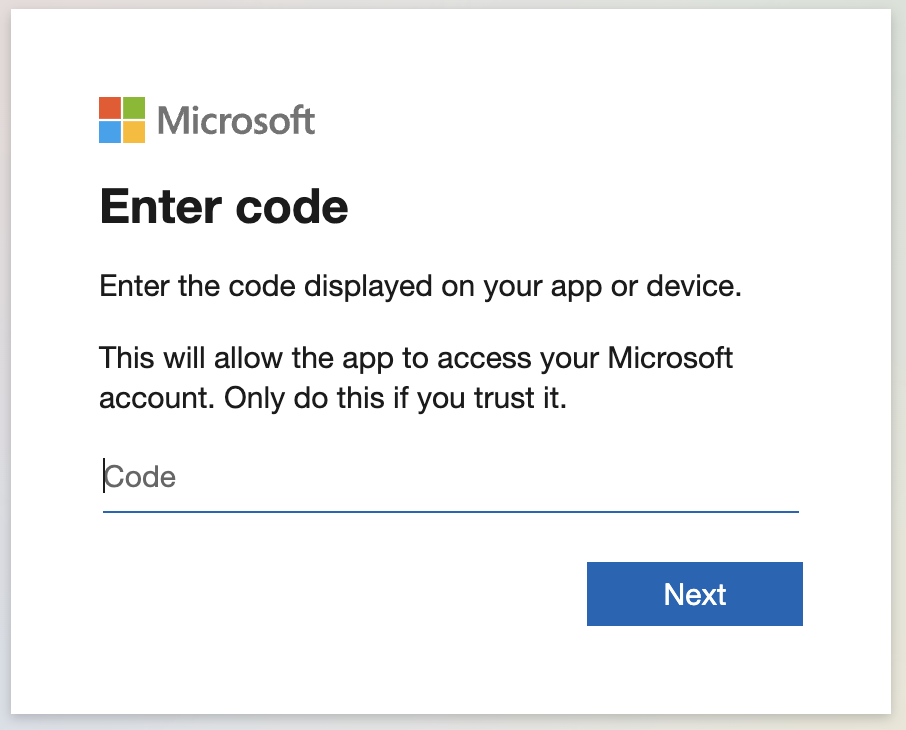 Microsoft
Enter code
Enter the code displayed on your app or device.
This will allow the app to access your Microsoft
account. Only do this if you trust it.
Code
Next